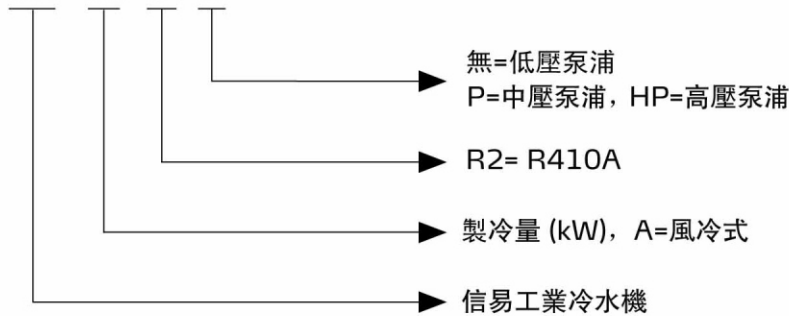 無=低壓泵浦
P=中壓泵浦，HP=高壓泵浦
R2= R410A
製冷量 (kW)，A=風冷式
信易工業冷水機